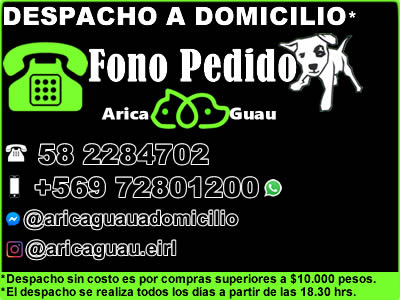 DESPACHO A DOMICILIO*
Fono Pedido
Arica Guau
58 2284702
+569 72801200
@aricaguauadomicilio
@aricaguau.eirl
*Despacho sin costo es por compras superiores a $10.000 pesos.
*El despacho se realiza todos los días a partir de las 18.30 hrs.